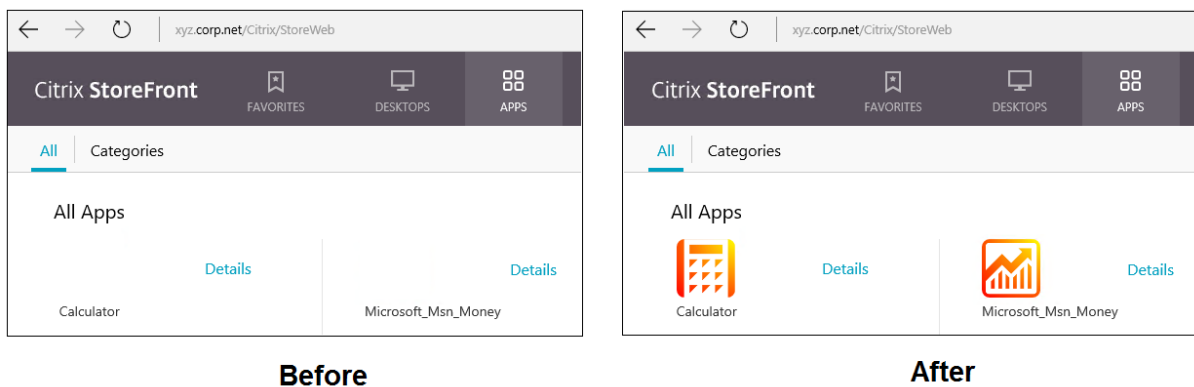 xyz.corp.net/Citrix/StoreWeb
Citrix StoreFront
FAVORITES
DESKTOPS
APPS
All
Categories
All Apps
Details
Details
Calculator
Microsoft_Msn_Money
Before
xyz.corp.net/Citrix/StoreWeb
Citrix StoreFront
FAVORITES
DESKTOPS
APPS
All
Categories
All Apps
Details
Details
Calculator
Microsoft_Msn_Money
After